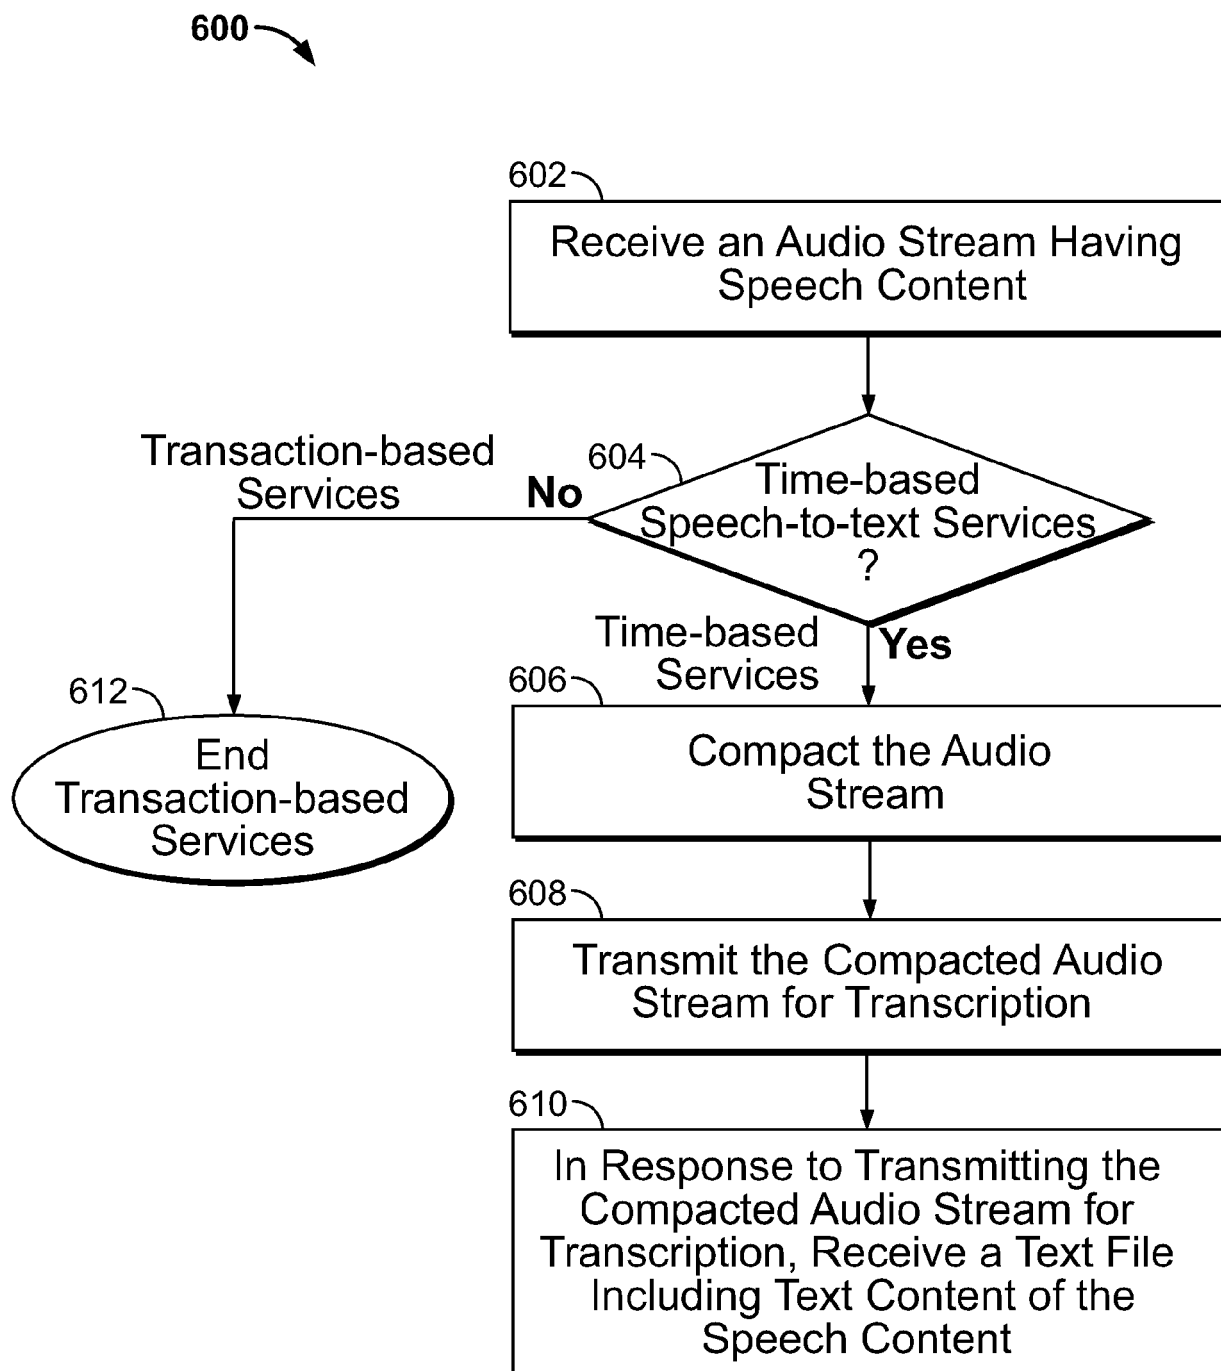 600
602
Receive an Audio Stream Having
Speech Content
Transaction-based
Services
No
604
Time-based
Speech-to-text Services
?
Time-based
Services
Yes
612
End
Transaction-based
Services
606
Compact the Audio
Stream
608
Transmit the Compacted Audio
Stream for Transcription
610
In Response to Transmitting the
Compacted Audio Stream for
Transcription, Receive a Text File
Including Text Content of the
Speech Content